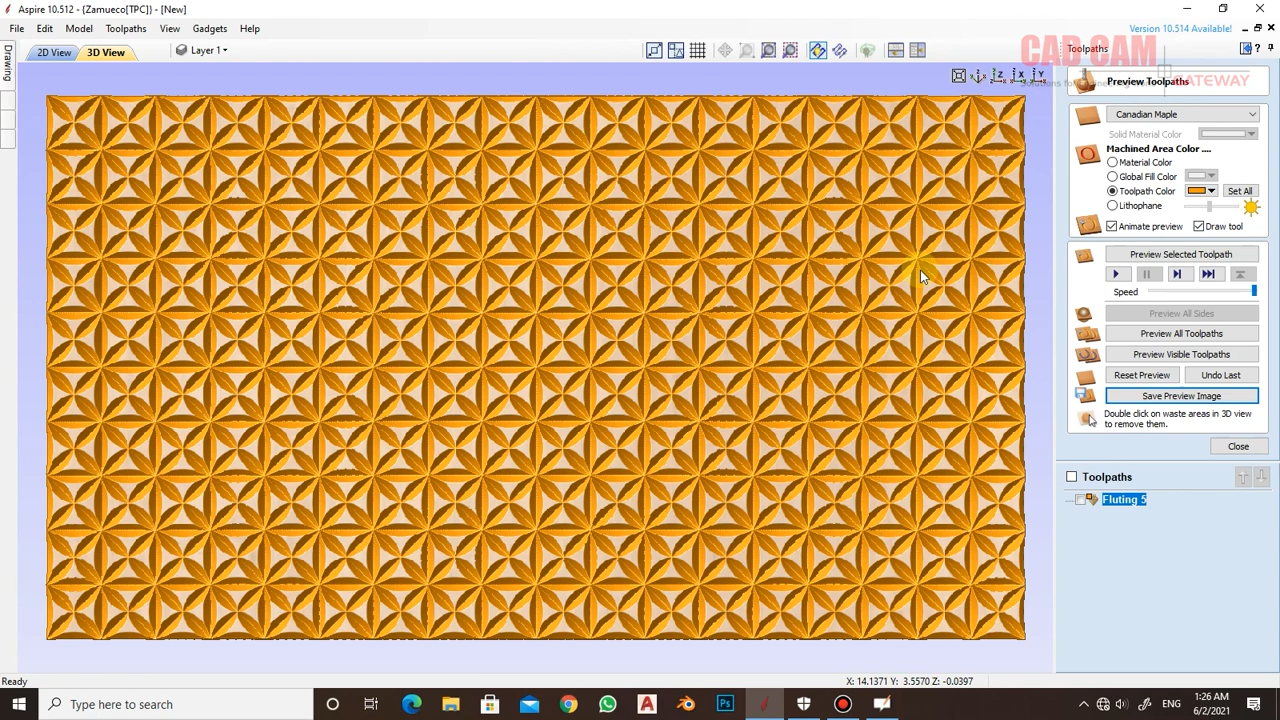 Aspire 10.512 - {Zamueco[TPC]} - [New]
File Edit Model Toolpaths View Gadgets Help
Version 10.514 Available!
2D View 3D View Layer 1
CAD CAM
GATEWAY
Drawing
Toolpaths
Preview Toolpaths
Canadian Maple
Solid Material Color
Machined Area Color ....
Material Color
Global Fill Color
Toolpath Color Set All
Lithophane
Animate preview Draw tool
Preview Selected Toolpath
Speed
Preview All Sides
Preview All Toolpaths
Preview Visible Toolpaths
Reset Preview Undo Last
Save Preview Image
Double click on waste areas in 3D view
to remove them.
Close
Toolpaths
Fluting 5
Ready
X: 14.1371 Y: 3.5570 Z: -0.0397
Type here to search
ENG
1:26 AM
6/2/2021